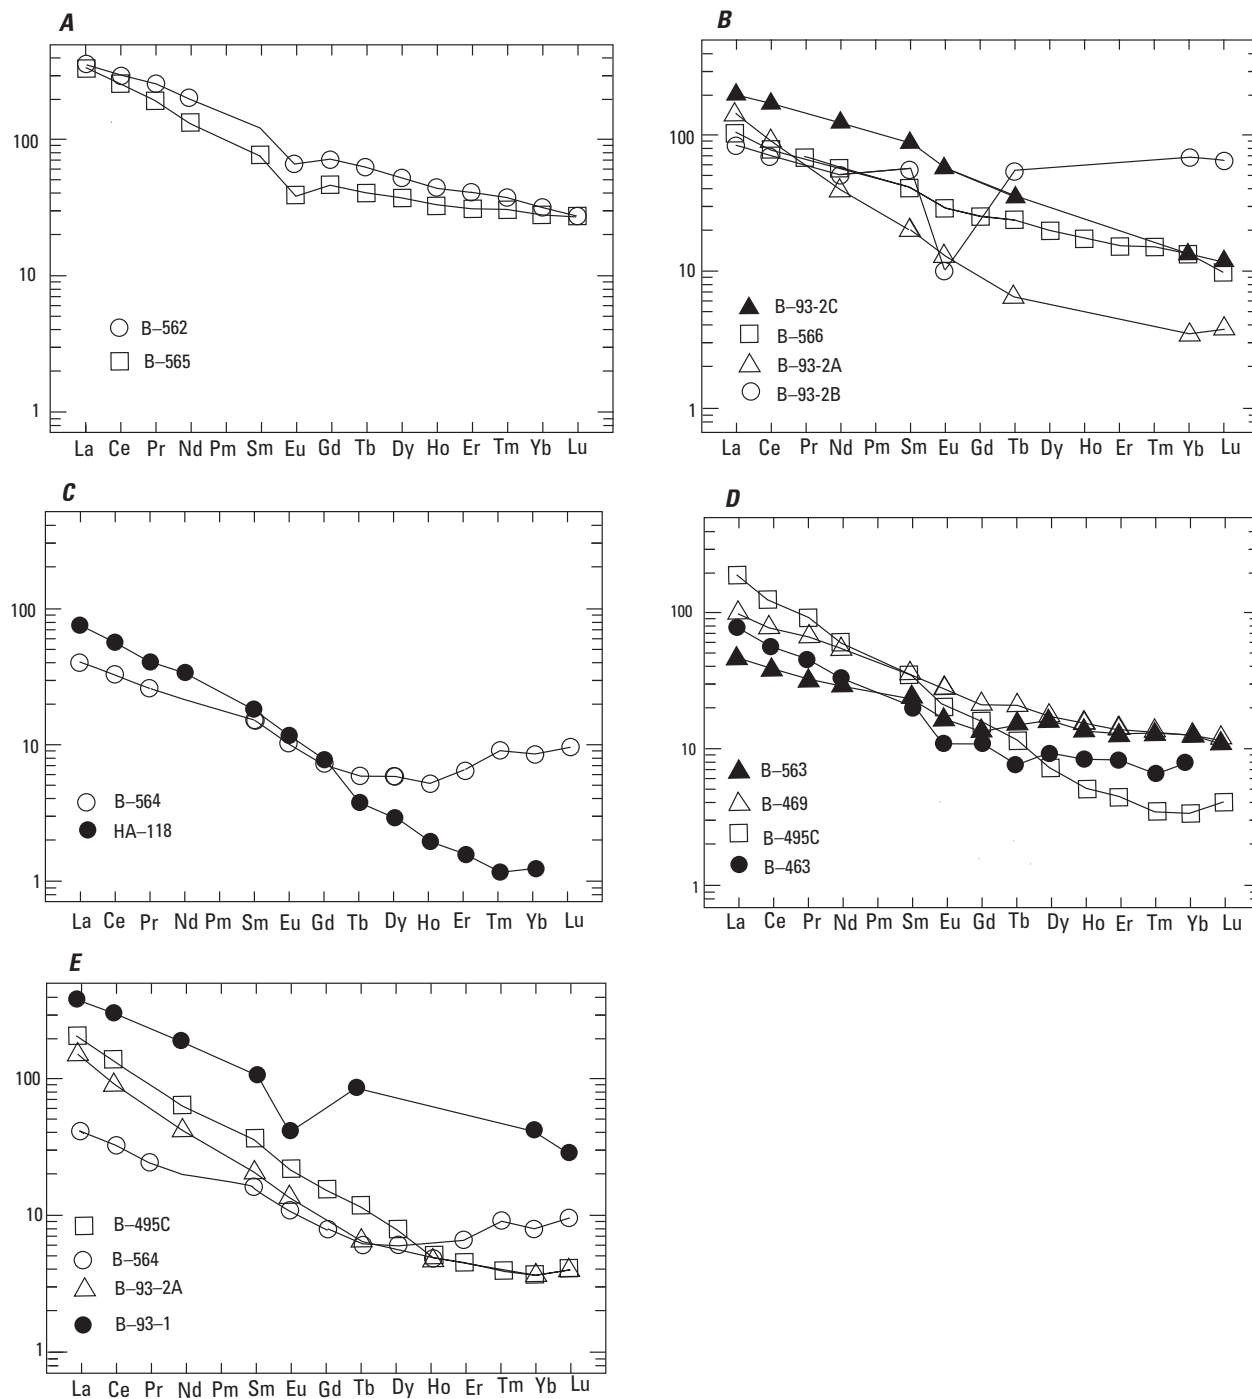 A
100
10
1
B–562
B–565
La Ce Pr Nd Pm Sm Eu Gd Tb Dy Ho Er Tm Yb Lu
B
100
10
1
B–93-2C
B–566
B–93-2A
B–93-2B
La Ce Pr Nd Pm Sm Eu Gd Tb Dy Ho Er Tm Yb Lu
C
100
10
1
B–564
HA–118
La Ce Pr Nd Pm Sm Eu Gd Tb Dy Ho Er Tm Yb Lu
D
100
10
1
B–563
B–469
B–495C
B–463
La Ce Pr Nd Pm Sm Eu Gd Tb Dy Ho Er Tm Yb Lu
E
100
10
1
B–495C
B–564
B–93–2A
B–93–1
La Ce Pr Nd Pm Sm Eu Gd Tb Dy Ho Er Tm Yb Lu